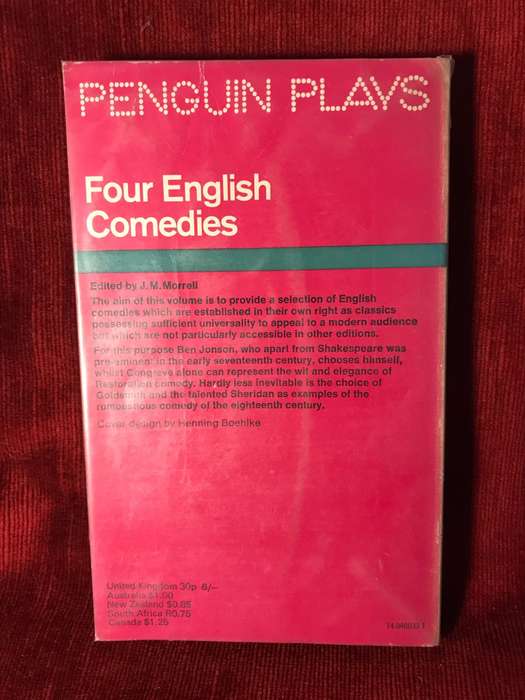 PENGUIN PLAYS
Four English
Comedies
Edited by J.M.Morrell
The aim of this volume is to provide a selection of English
comedies which are established in their own right as classics
possessing sufficient universality to appeal to a modern audience
but which are not particularly accessible in other editions.
For this purpose Ben Jonson, who apart from Shakespeare was
pre-eminent in the early seventeenth century, chooses himself,
whilst Congreve alone can represent the wit and elegance of
Restoration comedy. Hardly less inevitable is the choice of
Goldsmith and the talented Sheridan as examples of the
rumbustious comedy of the eighteenth century.
Cover design by Henning Boehlke
United Kingdom 30p 6/–
Australia $1.00
New Zealand $0.85
South Africa R0.75
Canada $1.25